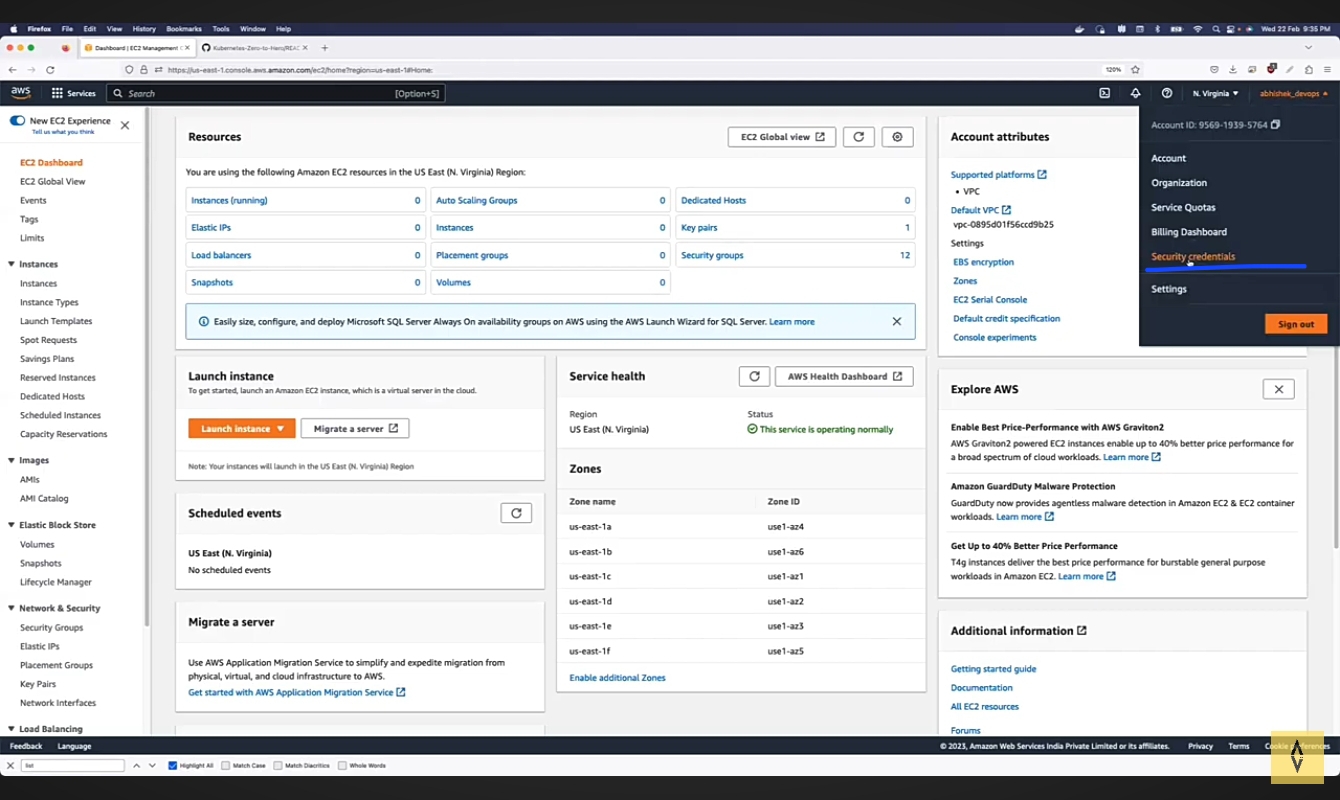 Firefox File Edit View History Bookmarks Tools Window Help
Wed 22 Feb 9:35 PM
Dashboard | EC2 Management
Kubernetes-Zero-to-Hero/REAL
https://us-east-1.console.aws.amazon.com/ec2/home?region=us-east-1#Home:
120%
aws
Services
Search
[Option+S]
N. Virginia
abhishek_devops
New EC2 Experience
Tell us what you think
EC2 Dashboard
EC2 Global View
Events
Tags
Limits
Instances
Instances
Instance Types
Launch Templates
Spot Requests
Savings Plans
Reserved Instances
Dedicated Hosts
Scheduled Instances
Capacity Reservations
Images
AMIs
AMI Catalog
Elastic Block Store
Volumes
Snapshots
Lifecycle Manager
Network & Security
Security Groups
Elastic IPs
Placement Groups
Key Pairs
Network Interfaces
Load Balancing
Resources
EC2 Global view
You are using the following Amazon EC2 resources in the US East (N. Virginia) Region:
Instances (running) 0
Auto Scaling Groups 0
Dedicated Hosts 0
Elastic IPs 0
Instances 0
Key pairs 1
Load balancers 0
Placement groups 0
Security groups 12
Snapshots 0
Volumes 0
Easily size, configure, and deploy Microsoft SQL Server Always On availability groups on AWS using the AWS Launch Wizard for SQL Server. Learn more
Launch instance
To get started, launch an Amazon EC2 instance, which is a virtual server in the cloud.
Launch instance
Migrate a server
Note: Your instances will launch in the US East (N. Virginia) Region
Scheduled events
US East (N. Virginia)
No scheduled events
Migrate a server
Use AWS Application Migration Service to simplify and expedite migration from
physical, virtual, and cloud infrastructure to AWS.
Get started with AWS Application Migration Service
Service health
AWS Health Dashboard
Region
Status
US East (N. Virginia)
This service is operating normally
Zones
Zone name Zone ID
us-east-1a use1-az4
us-east-1b use1-az6
us-east-1c use1-az1
us-east-1d use1-az2
us-east-1e use1-az3
us-east-1f use1-az5
Enable additional Zones
Account attributes
Supported platforms
• VPC
Default VPC
vpc-0895d01f56ccd9b25
Settings
EBS encryption
Zones
EC2 Serial Console
Default credit specification
Console experiments
Account ID: 9569-1939-5764
Account
Organization
Service Quotas
Billing Dashboard
Security credentials
Settings
Sign out
Explore AWS
Enable Best Price-Performance with AWS Graviton2
AWS Graviton2 powered EC2 instances enable up to 40% better price performance for
a broad spectrum of cloud workloads. Learn more
Amazon GuardDuty Malware Protection
GuardDuty now provides agentless malware detection in Amazon EC2 & EC2 container
workloads. Learn more
Get Up to 40% Better Price Performance
T4g instances deliver the best price performance for burstable general purpose
workloads in Amazon EC2. Learn more
Additional information
Getting started guide
Documentation
All EC2 resources
Forums
Feedback Language
© 2023, Amazon Web Services India Private Limited or its affiliates. Privacy Terms
Highlight All Match Case Match Diacritics Whole Words